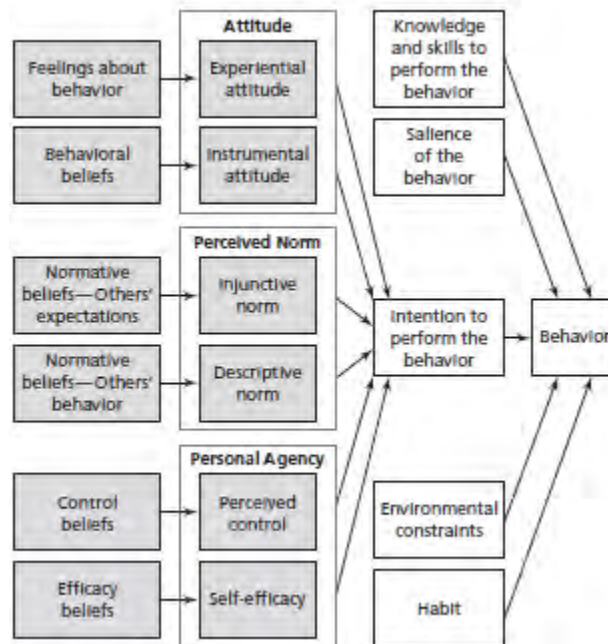 Attitude
Feelings about
behavior
Experiential
attitude
Behavioral
beliefs
Instrumental
attitude
Perceived Norm
Normative
beliefs—Others'
expectations
Injunctive
norm
Normative
beliefs—Others'
behavior
Descriptive
norm
Personal Agency
Control
beliefs
Perceived
control
Efficacy
beliefs
Self-efficacy
Knowledge
and skills to
perform the
behavior
Salience
of the
behavior
Intention to
perform the
behavior
Behavior
Environmental
constraints
Habit